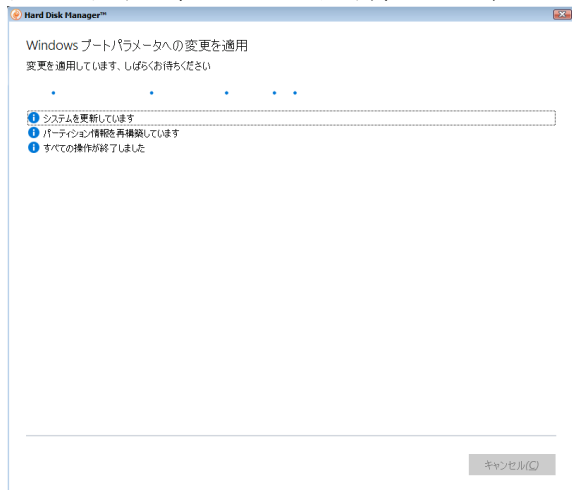 Hard Disk Manager™
Windows ブートパラメータへの変更を適用
変更を適用しています、しばらくお待ちください
システムを更新しています
パーティション情報を再構築しています
すべての操作が終了しました
キャンセル(C)